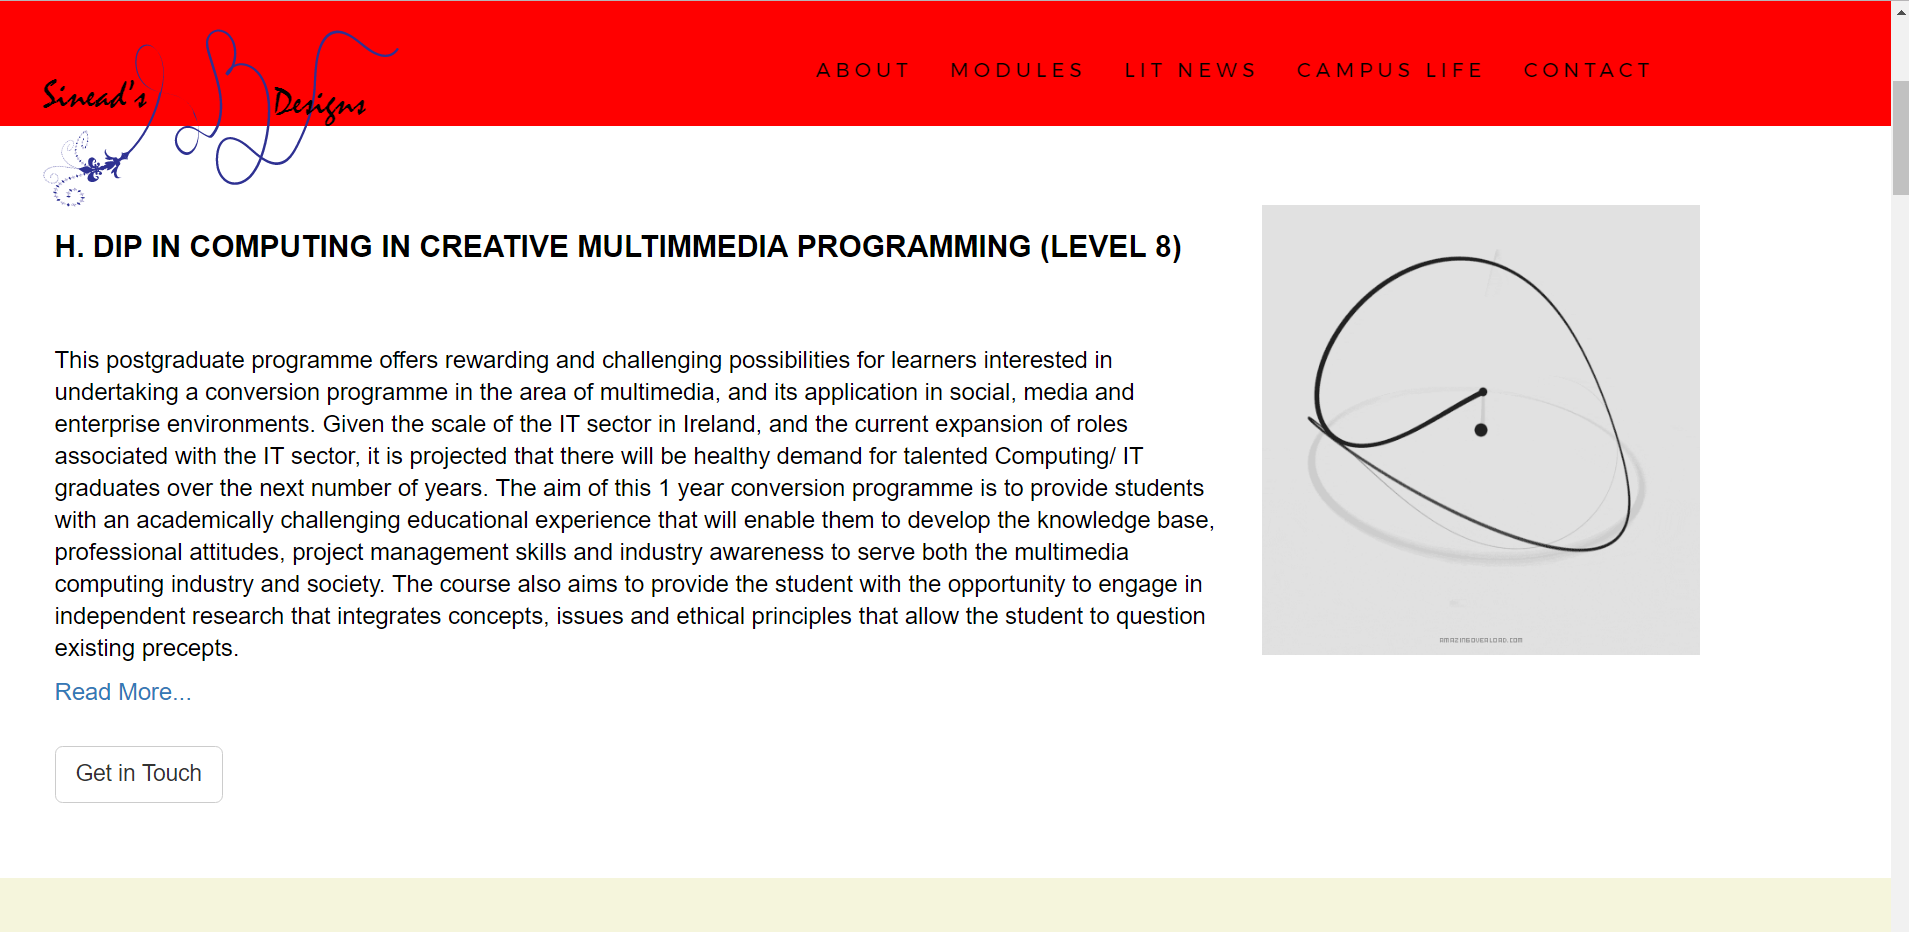 Sinead's Designs
ABOUT MODULES LIT NEWS CAMPUS LIFE CONTACT
H. DIP IN COMPUTING IN CREATIVE MULTIMMEDIA PROGRAMMING (LEVEL 8)
This postgraduate programme offers rewarding and challenging possibilities for learners interested in
undertaking a conversion programme in the area of multimedia, and its application in social, media and
enterprise environments. Given the scale of the IT sector in Ireland, and the current expansion of roles
associated with the IT sector, it is projected that there will be healthy demand for talented Computing/ IT
graduates over the next number of years. The aim of this 1 year conversion programme is to provide students
with an academically challenging educational experience that will enable them to develop the knowledge base,
professional attitudes, project management skills and industry awareness to serve both the multimedia
computing industry and society. The course also aims to provide the student with the opportunity to engage in
independent research that integrates concepts, issues and ethical principles that allow the student to question
existing precepts.
Read More...
Get in Touch
AMAZINGOVERLOAD.COM